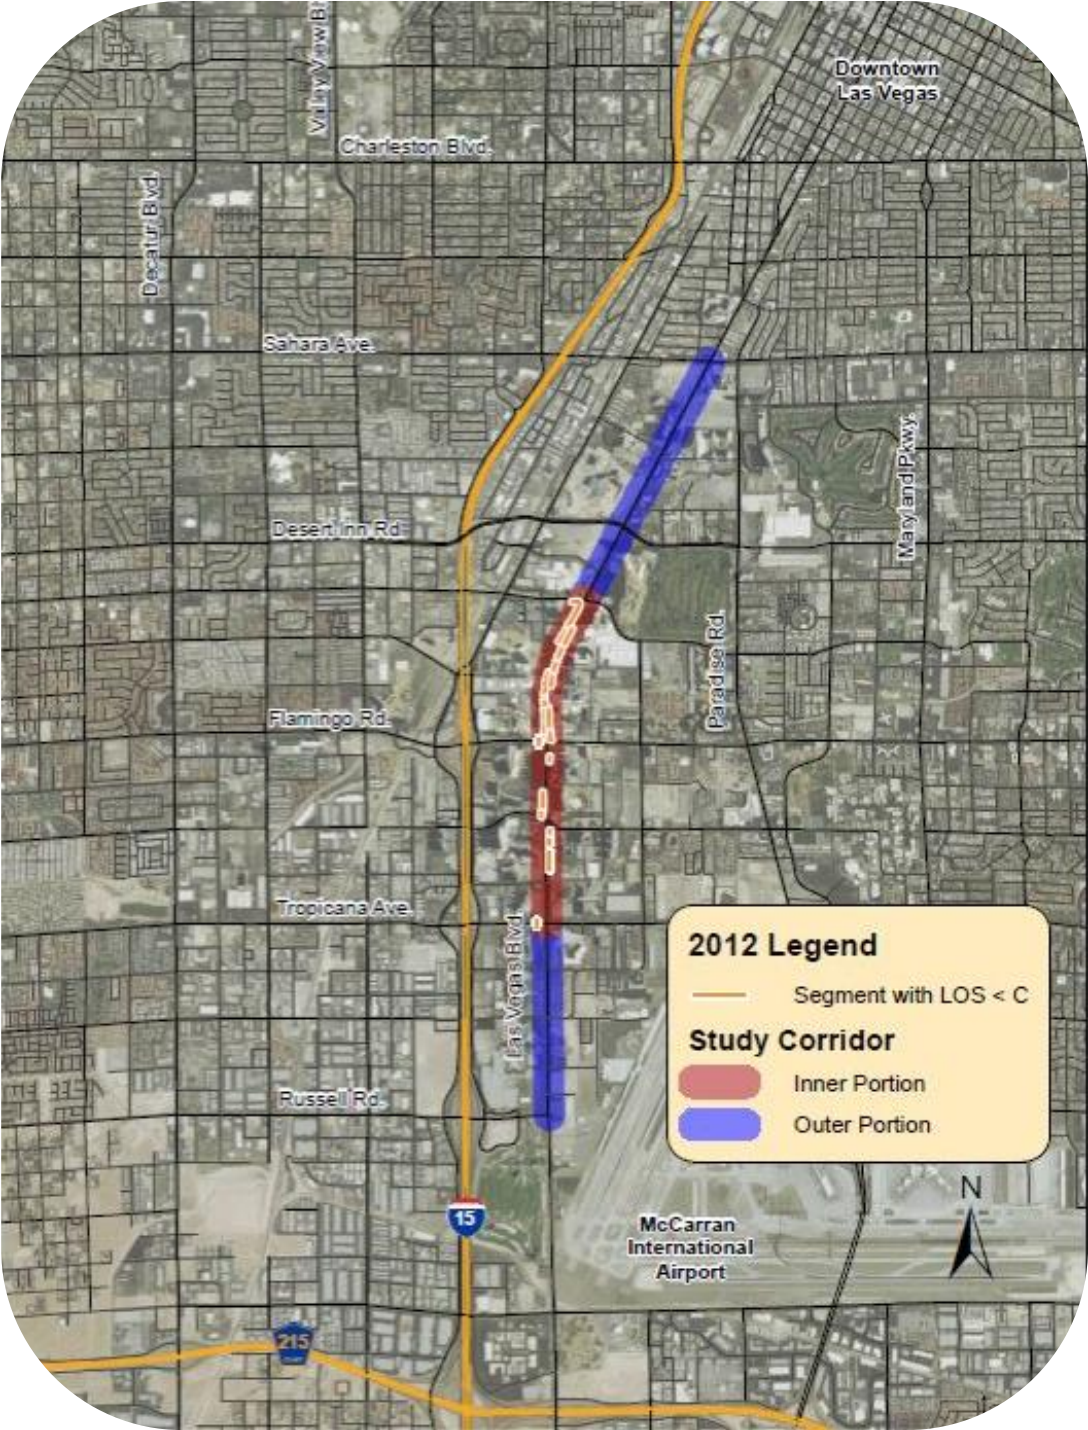 Valley View Bl
Downtown
Las Vegas
Charleston Blvd.
Decatur Blvd.
Sahara Ave.
Maryland Pkwy.
Desert Inn Rd.
Paradise Rd.
Flamingo Rd.
Tropicana Ave.
Las Vegas Blvd.
2012 Legend
Segment with LOS < C
Study Corridor
Inner Portion
Outer Portion
Russell Rd.
N
15
McCarran
International
Airport
215